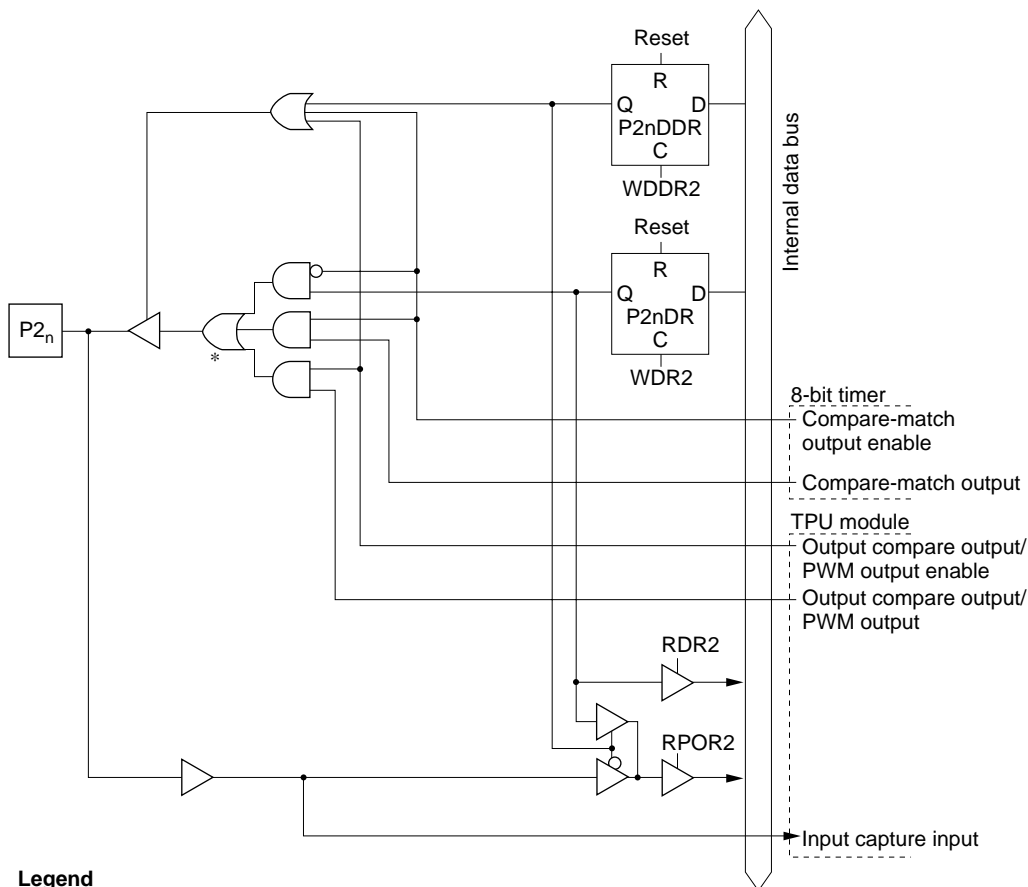 Reset
R
Q D
P2nDDR
C
WDDR2
Internal data bus
Reset
R
Q D
P2nDR
C
WDR2
P2n
*
8-bit timer
Compare-match
output enable
Compare-match output
TPU module
Output compare output/
PWM output enable
Output compare output/
PWM output
RDR2
RPOR2
Input capture input
Legend